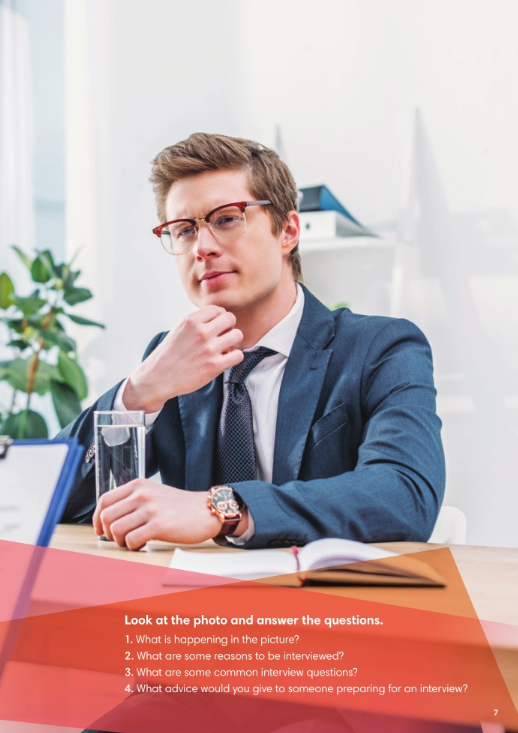 Look at the photo and answer the questions.
1. What is happening in the picture?
2. What are some reasons to be interviewed?
3. What are some common interview questions?
4. What advice would you give to someone preparing for an interview?
7